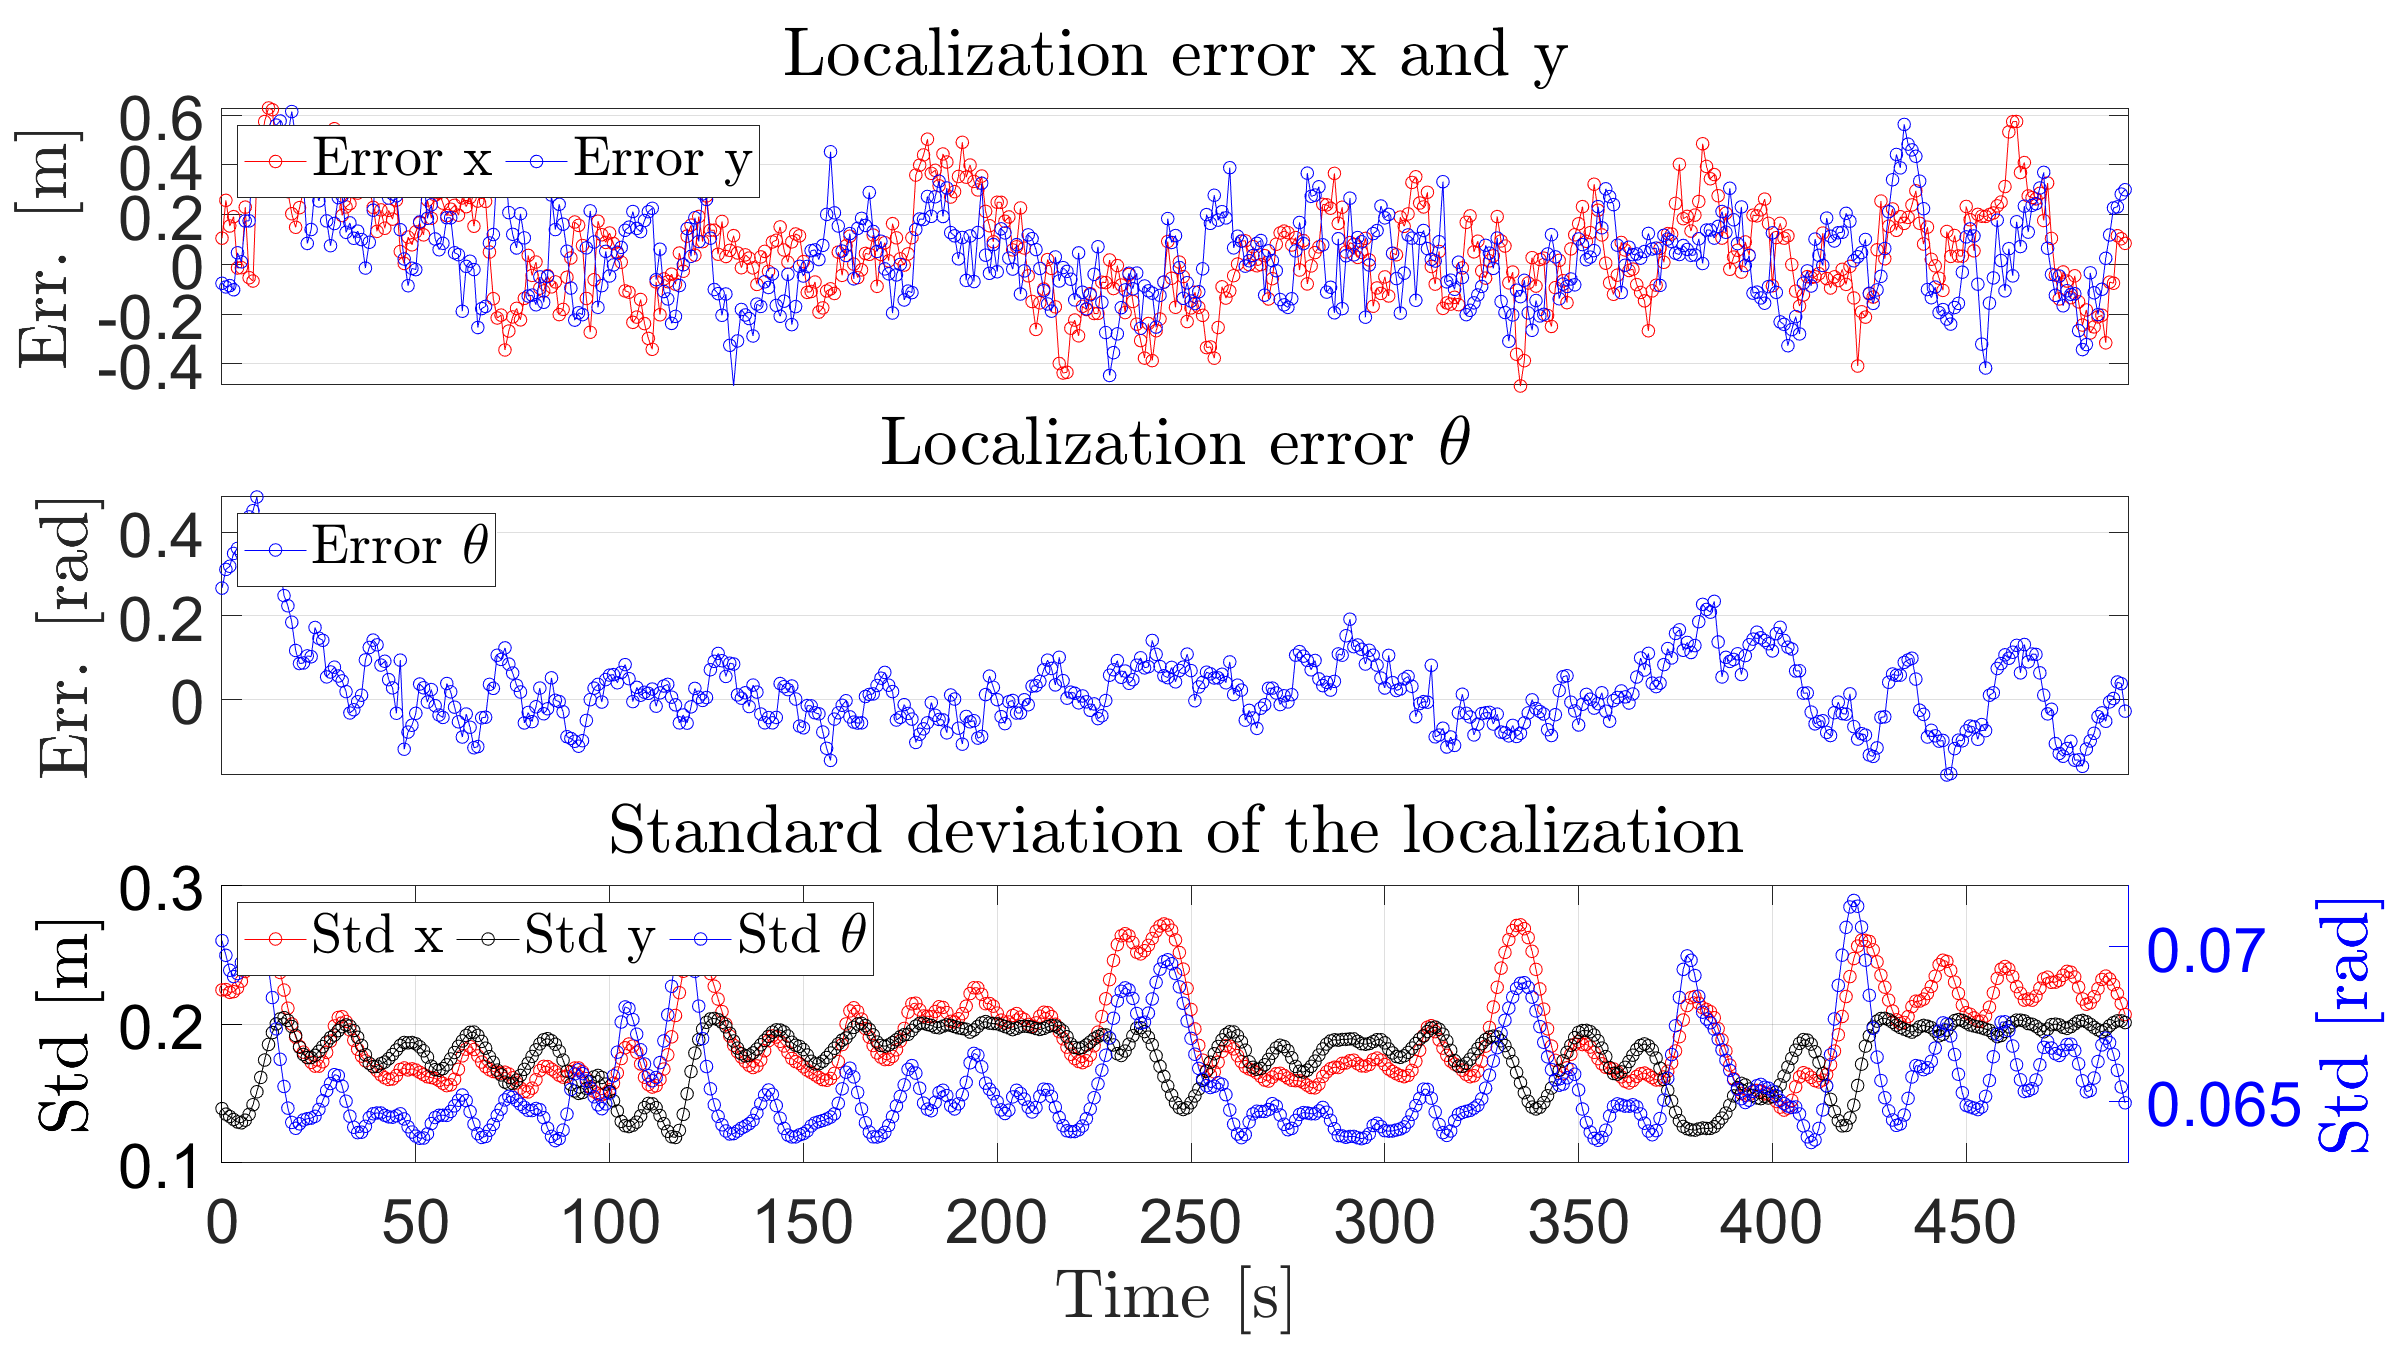 Localization error x and y
Err. [m]
0.6
0.4
0.2
0
-0.2
-0.4
Error x Error y
Localization error θ
Err. [rad]
0.4
0.2
0
Error θ
Standard deviation of the localization
Std [m]
0.3
0.2
0.1
Std x Std y Std θ
0.07
0.065
Std [rad]
0 50 100 150 200 250 300 350 400 450
Time [s]